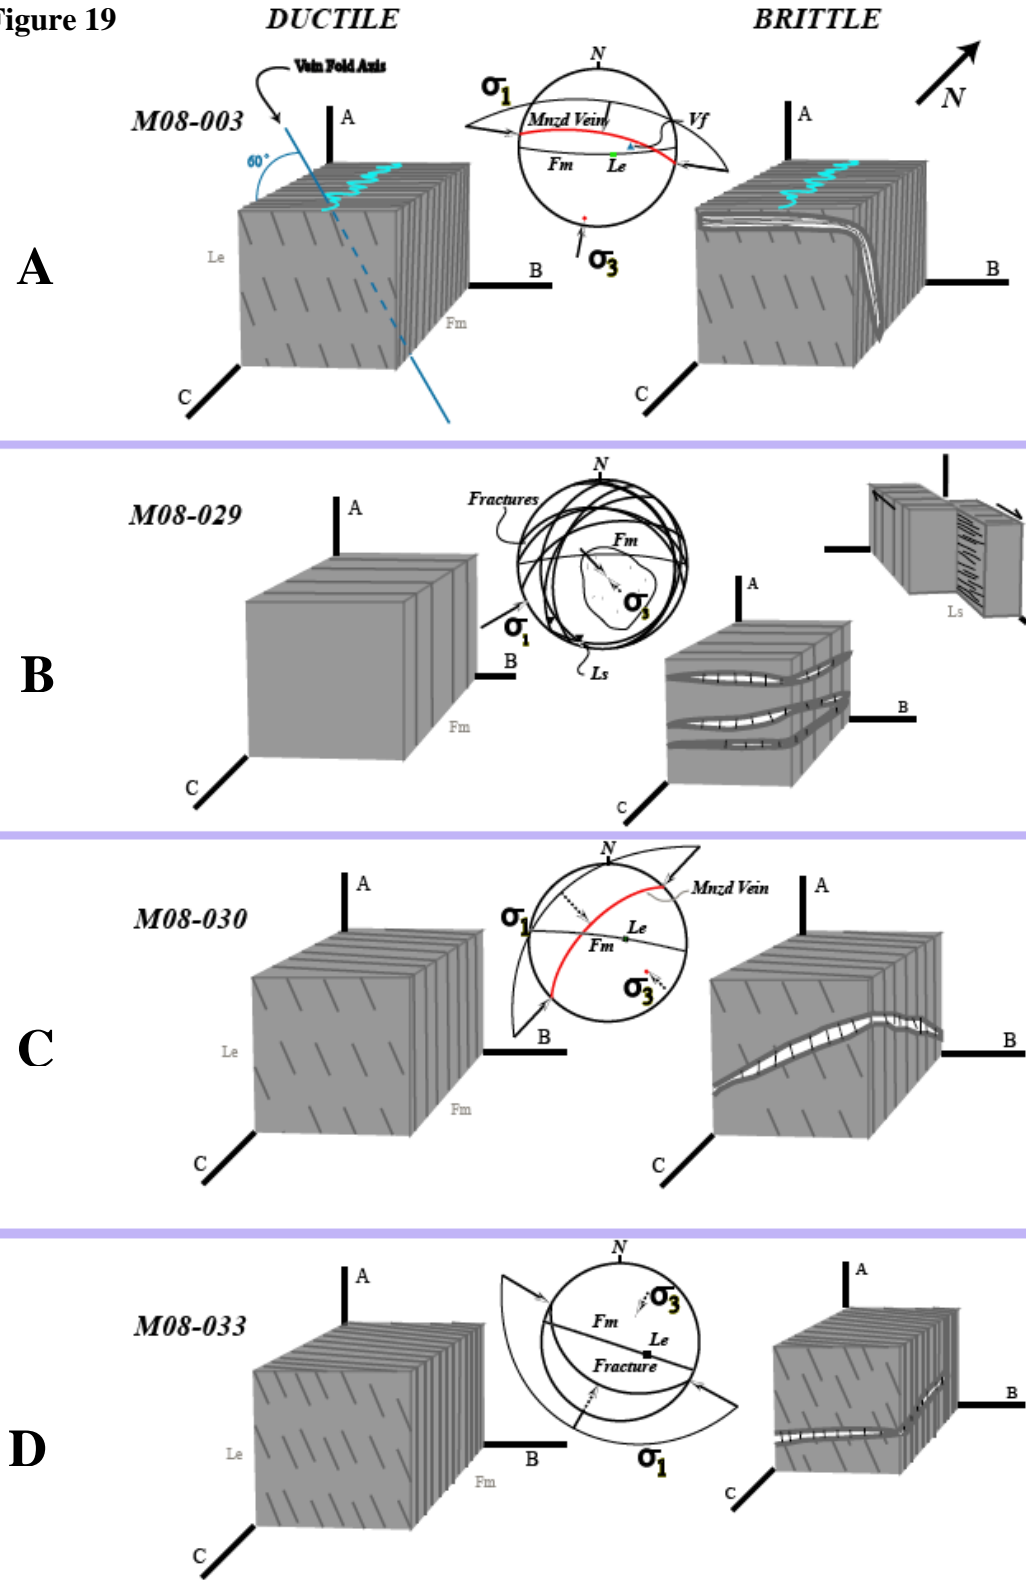 Figure 19
DUCTILE
BRITTLE
Vein Fold Axis
N
N
M08-003
A
σ1
Mnzd Vein
Vf
A
60°
Fm
Le
A
Le
σ3
B
B
Fm
C
C
N
M08-029
Fractures
A
Fm
σ3
A
Ls
σ1
Ls
B
B
B
Fm
C
C
N
M08-030
A
Mnzd Vein
A
σ1
Le
Fm
σ3
C
Le
B
B
Fm
C
C
N
M08-033
A
A
σ3
Fm
Le
Fracture
B
D
Le
B
σ1
Fm
C
C